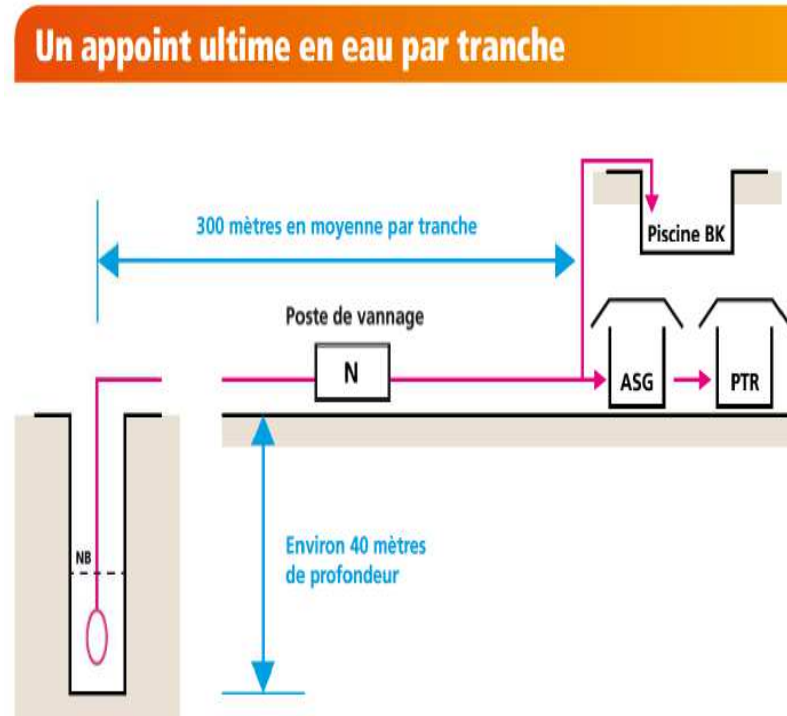 Un appoint ultime en eau par tranche
300 mètres en moyenne par tranche
Piscine BK
Poste de vannage
N
ASG
PTR
NB
Environ 40 mètres
de profondeur